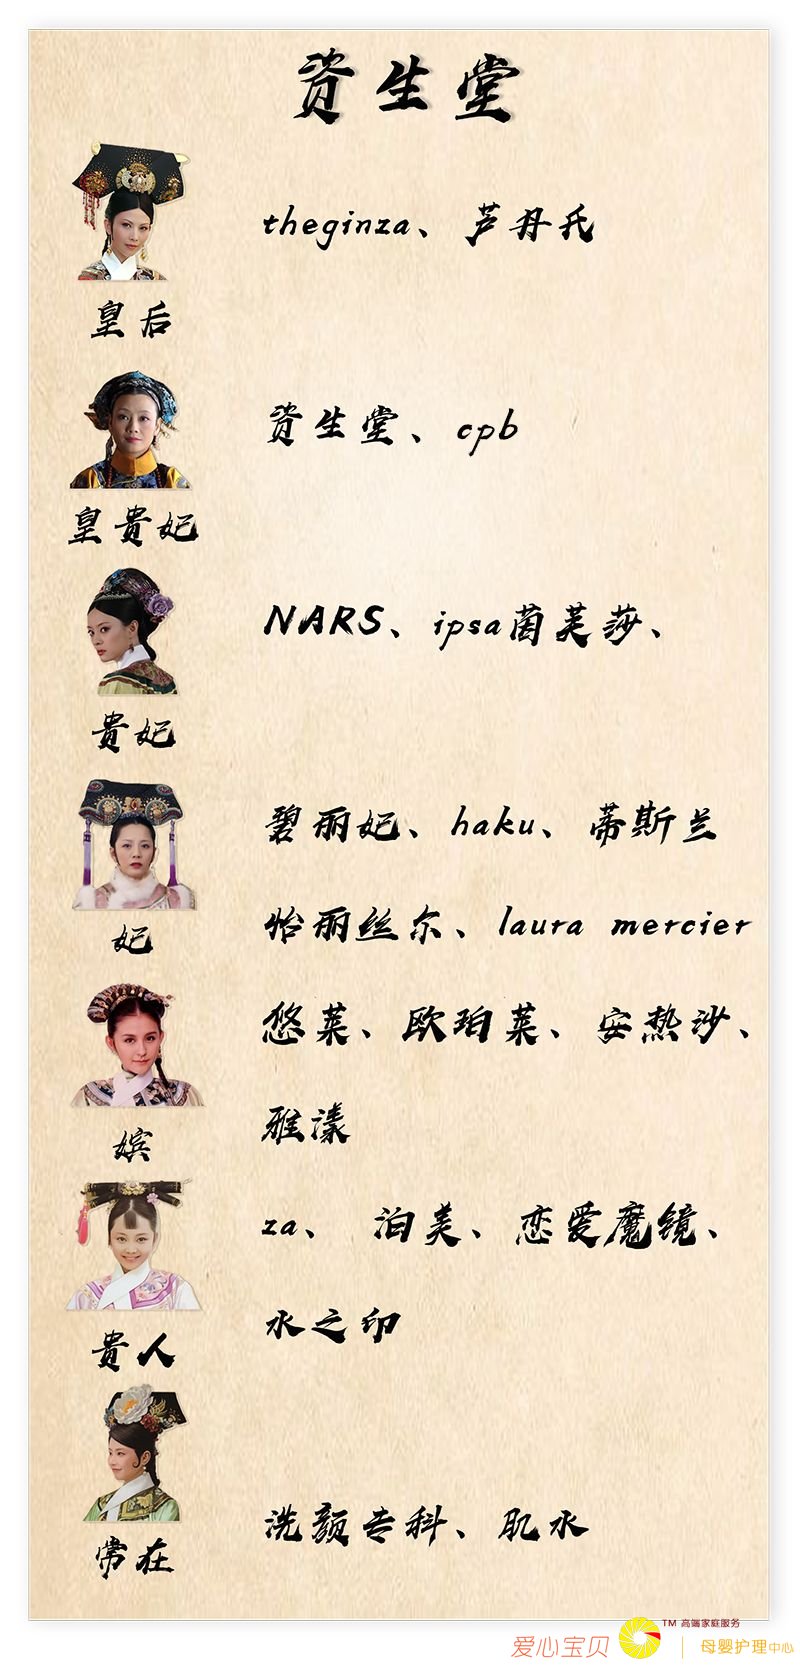 资生堂
theginza、芦丹氏
皇后
资生堂、cpb
皇贵妃
NARS、ipsa茵芙莎、
贵妃
碧丽妃、haku、蒂斯兰
怡丽丝尔、laura mercier
妃
悠莱、欧珀莱、安热沙、
雅漾
嫔
za、 泊美、恋爱魔镜、
水之印
贵人
洗颜专科、肌水
常在
爱心宝贝
TM 高端家庭服务
母婴护理中心